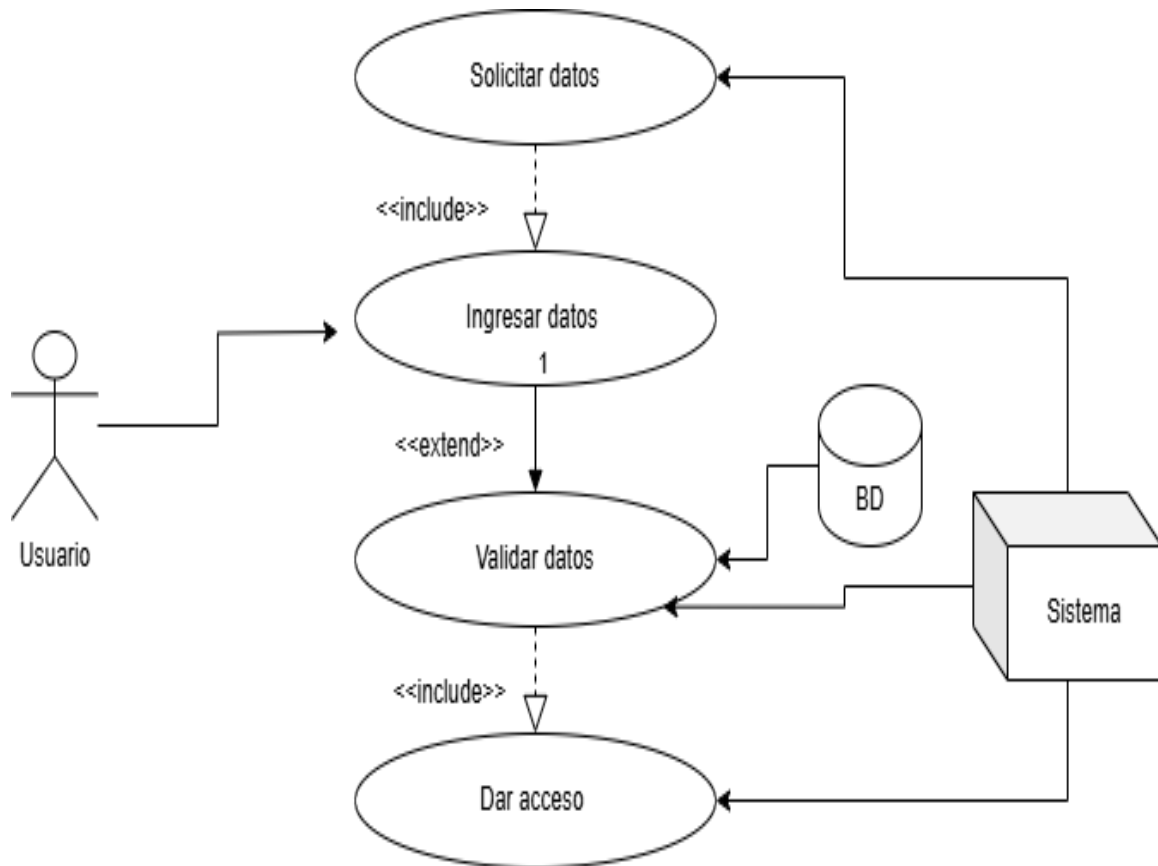 Solicitar datos
<<include>>
Ingresar datos
1
<<extend>>
BD
Usuario
Validar datos
Sistema
<<include>>
Dar acceso